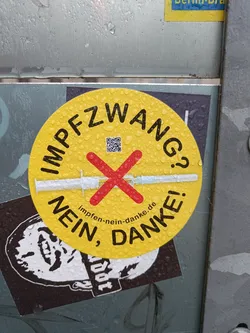 IMPFZWANG?
impfen-nein-danke.de
NEIN, DANKE!